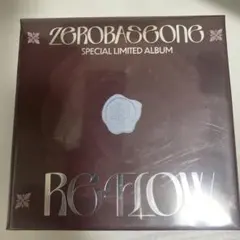 ZEROBASEONE
SPECIAL LIMITED ALBUM
RE-FLOW